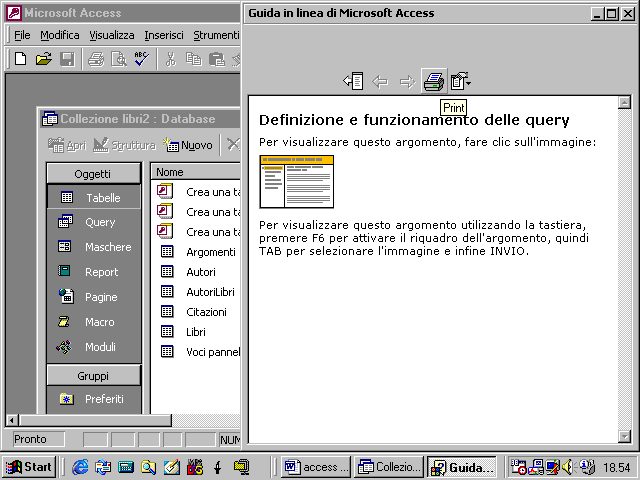 Microsoft Access
File Modifica Visualizza Inserisci Strumenti
Collezione libri2 : Database
Apri Struttura Nuovo
Oggetti
Tabelle
Query
Maschere
Report
Pagine
Macro
Moduli
Gruppi
Preferiti
Nome
Crea una ta
Crea una ta
Crea una ta
Argomenti
Autori
AutoriLibri
Citazioni
Libri
Voci pannel
Pronto
NUM
Guida in linea di Microsoft Access
Print
Definizione e funzionamento delle query
Per visualizzare questo argomento, fare clic sull'immagine:
Per visualizzare questo argomento utilizzando la tastiera,
premere F6 per attivare il riquadro dell'argomento, quindi
TAB per selezionare l'immagine e infine INVIO.
Start
access ...
Collezio...
Guida...
18.54